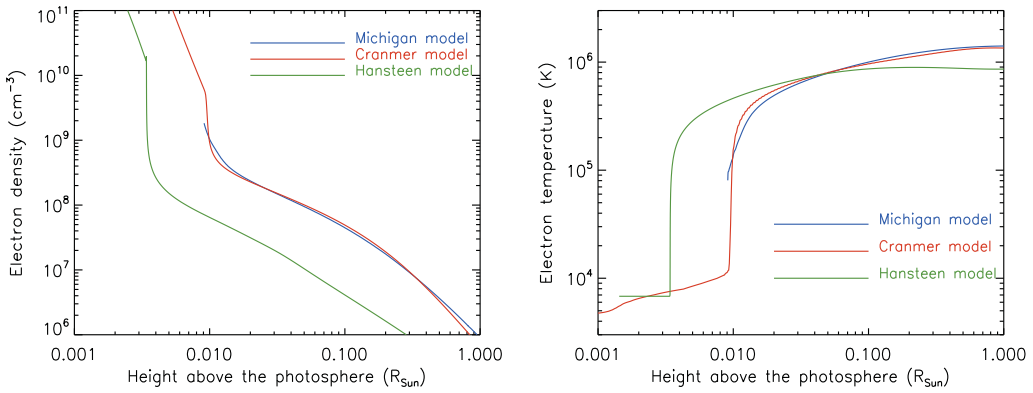 10^11
10^10
10^9
10^8
10^7
10^6
Electron density (cm^-3)
Michigan model
Cranmer model
Hansteen model
0.001
0.010
0.100
1.000
Height above the photosphere (R_Sun)
10^6
10^5
10^4
Electron temperature (K)
Michigan model
Cranmer model
Hansteen model
0.001
0.010
0.100
1.000
Height above the photosphere (R_Sun)